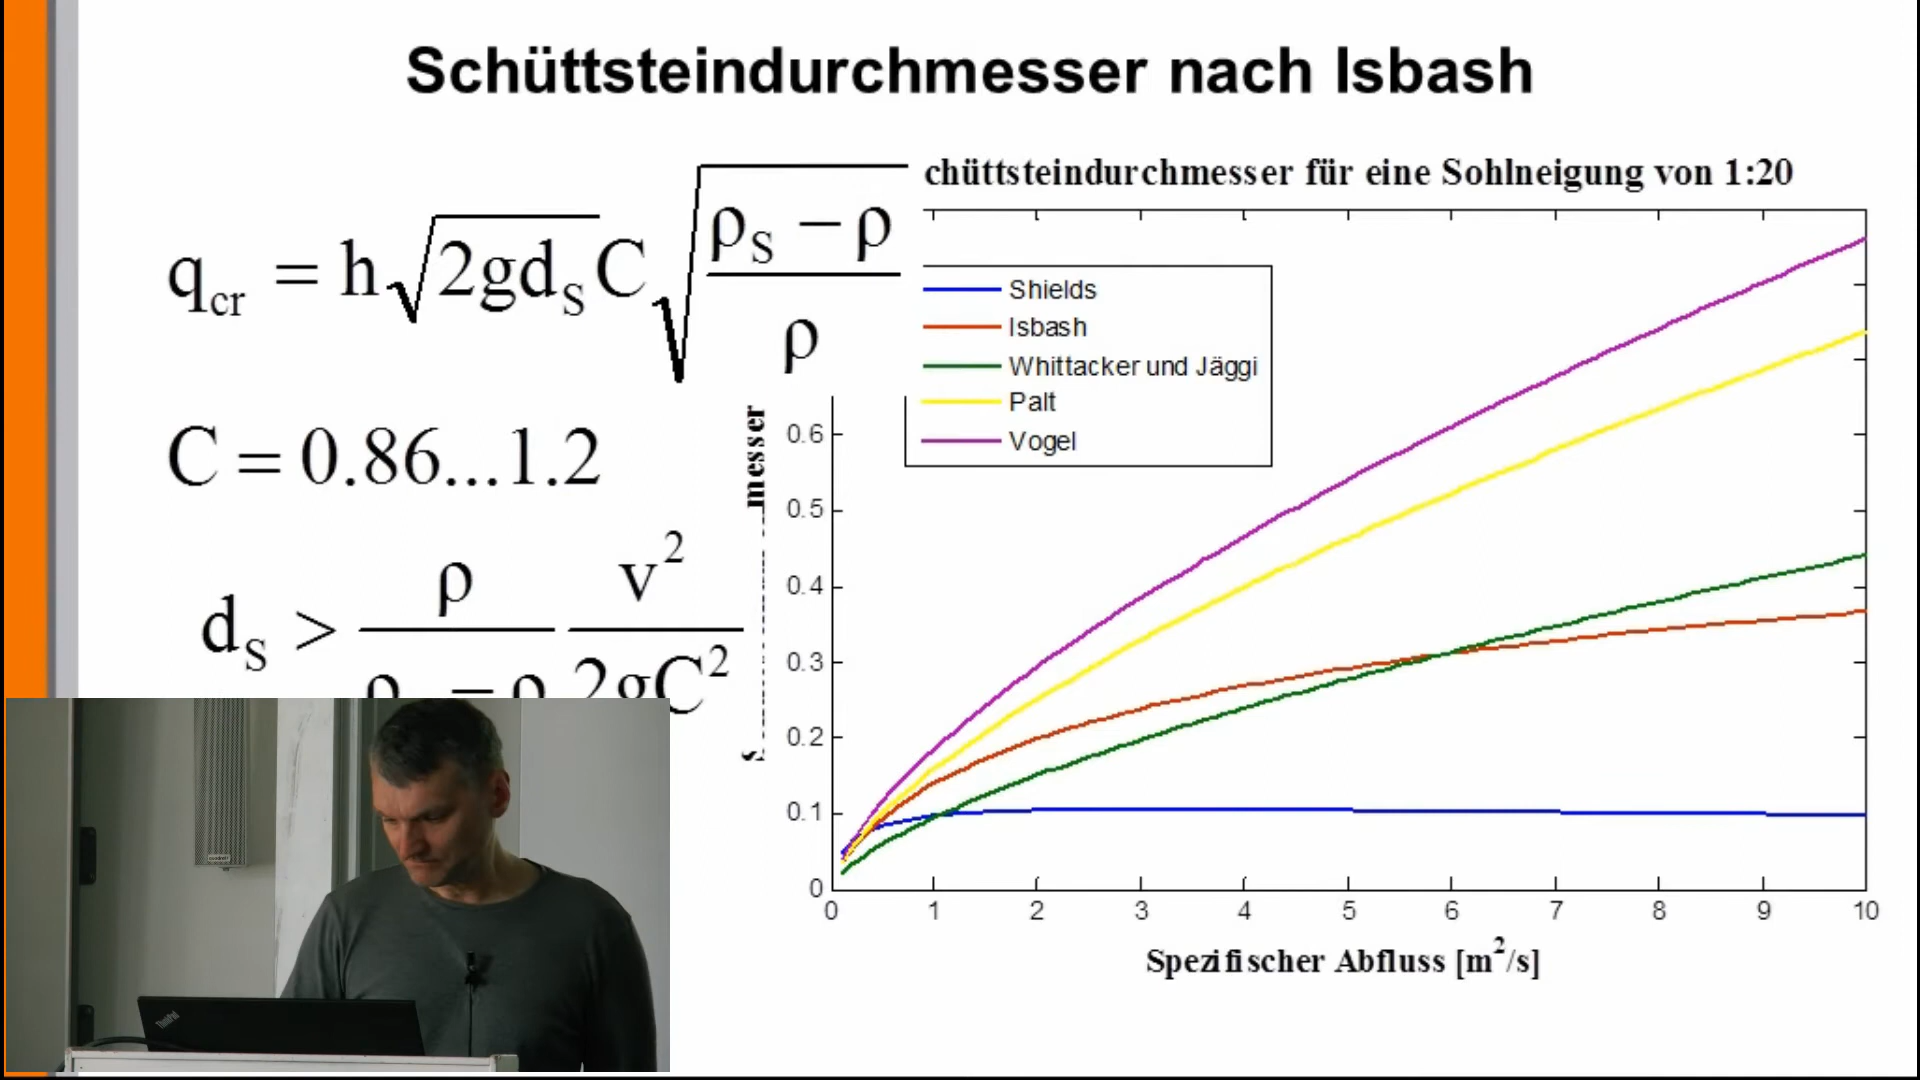 Schüttsteindurchmesser nach Isbash
q_cr = h√(2gd_S) C √((ρ_S − ρ)/ρ)
C = 0.86...1.2
d_S > ρ/(ρ − ρ) v²/(2gC²)
chüttsteindurchmesser für eine Sohlneigung von 1:20
Shields
Isbash
Whittacker und Jäggi
Palt
Vogel
messer
0.6
0.5
0.4
0.3
0.2
0.1
0
0 1 2 3 4 5 6 7 8 9 10
Spezifischer Abfluss [m²/s]
ThinkPad